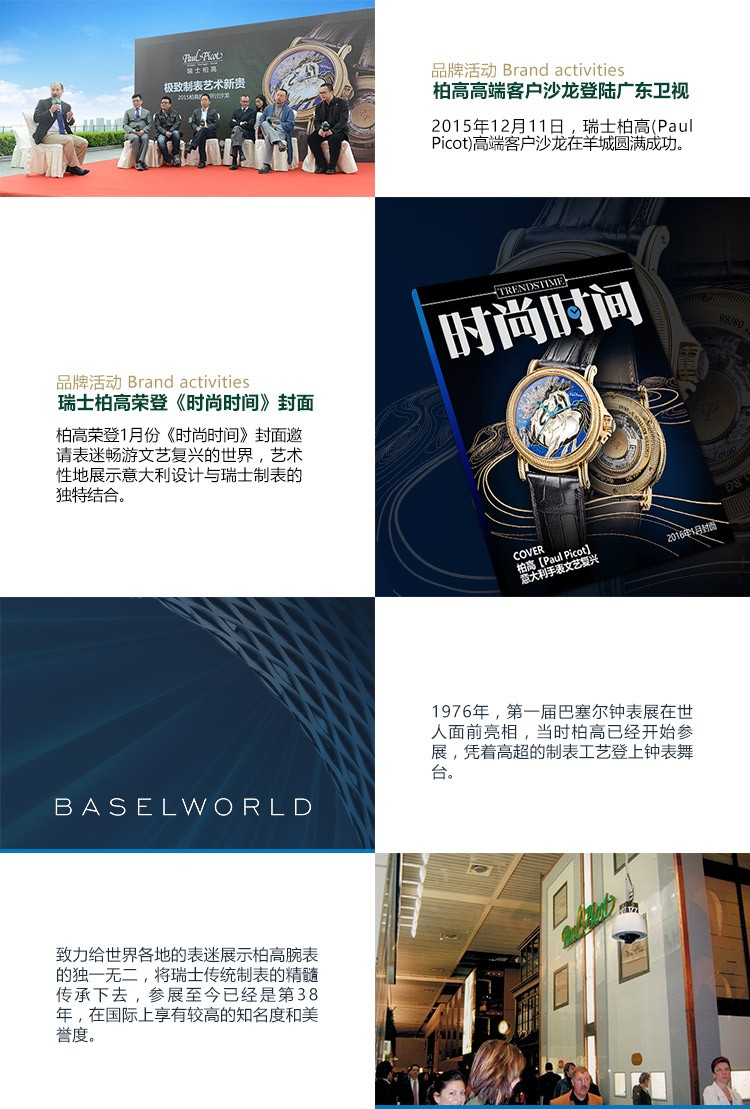 Paul Picot
瑞士柏高
极致制表艺术新贵
品牌活动 Brand activities
柏高高端客户沙龙登陆广东卫视
2015年12月11日，瑞士柏高(Paul
Picot)高端客户沙龙在羊城圆满成功。
品牌活动 Brand activities
瑞士柏高荣登《时尚时间》封面
柏高荣登1月份《时尚时间》封面邀
请表迷畅游文艺复兴的世界，艺术
性地展示意大利设计与瑞士制表的
独特结合。
TRENDSTIME
时尚时间
COVER
柏高【Paul Picot】
意大利手表文艺复兴
2016年1月封面
BASELWORLD
1976年，第一届巴塞尔钟表展在世
人面前亮相，当时柏高已经开始参
展，凭着高超的制表工艺登上钟表舞
台。
致力给世界各地的表迷展示柏高腕表
的独一无二，将瑞士传统制表的精髓
传承下去，参展至今已经是第38
年，在国际上享有较高的知名度和美
誉度。
Paul Picot